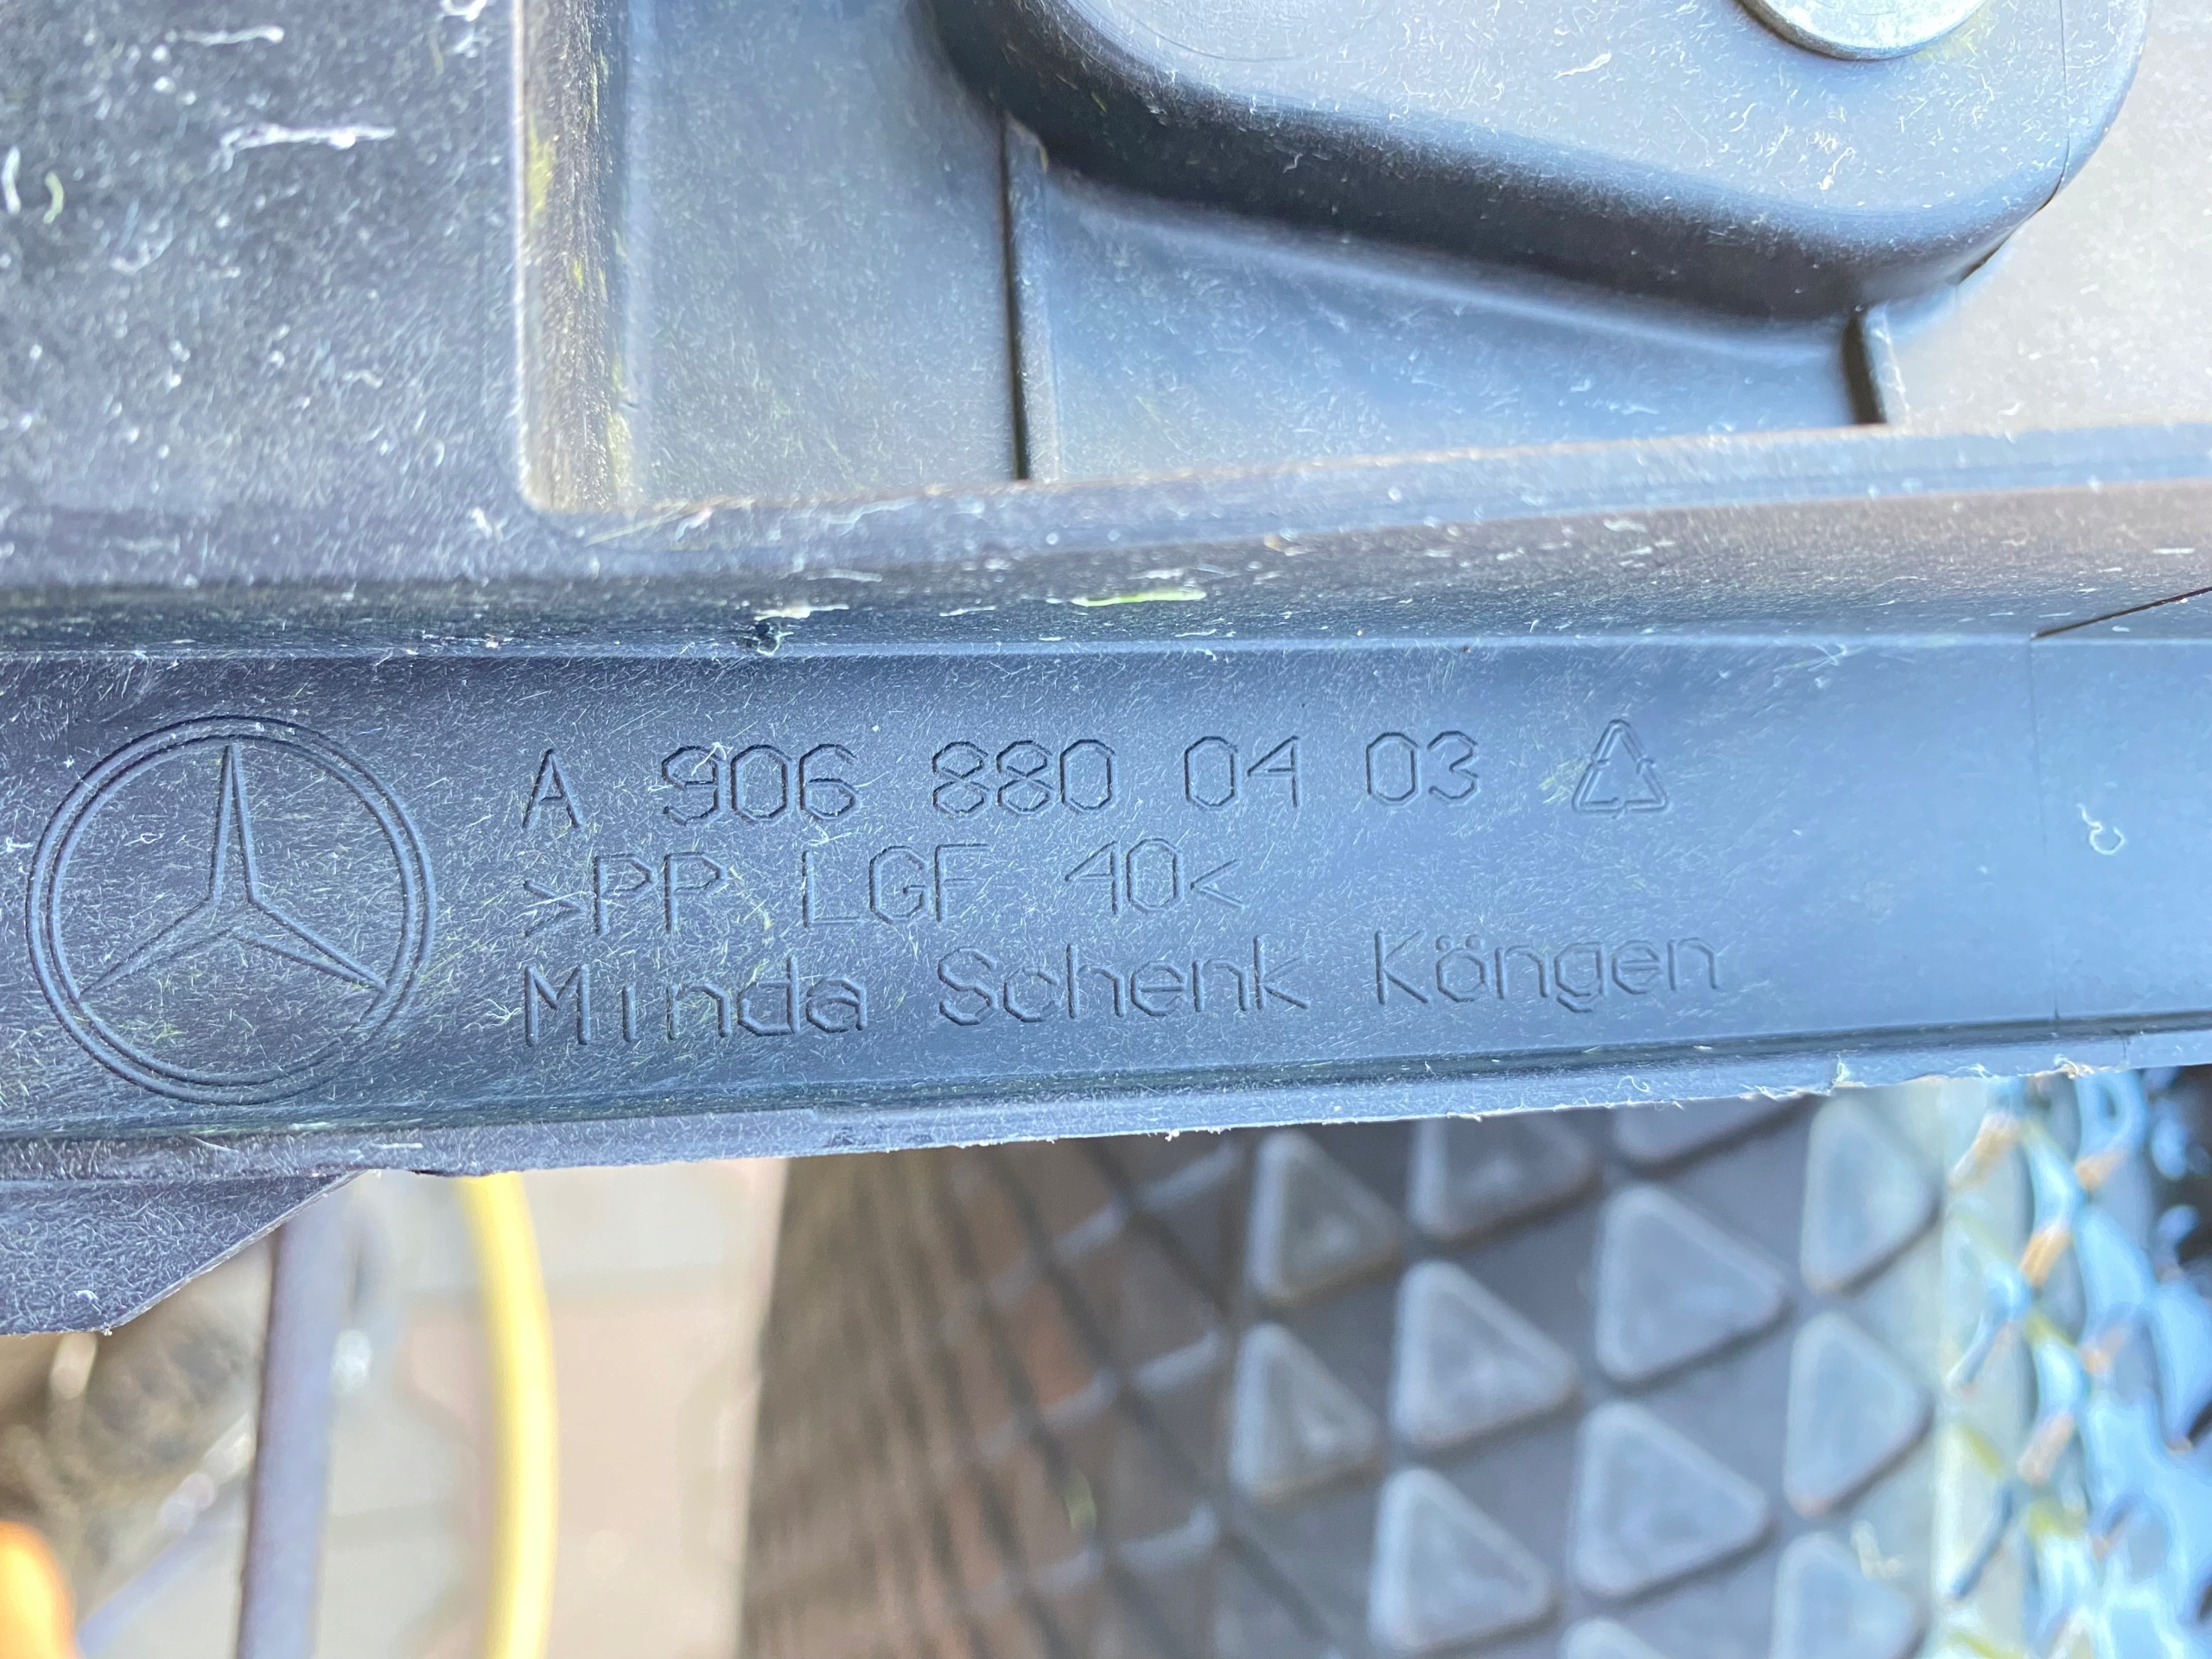 A 906 880 04 03
>PP LGF 40<
Minda Schenk Köngen